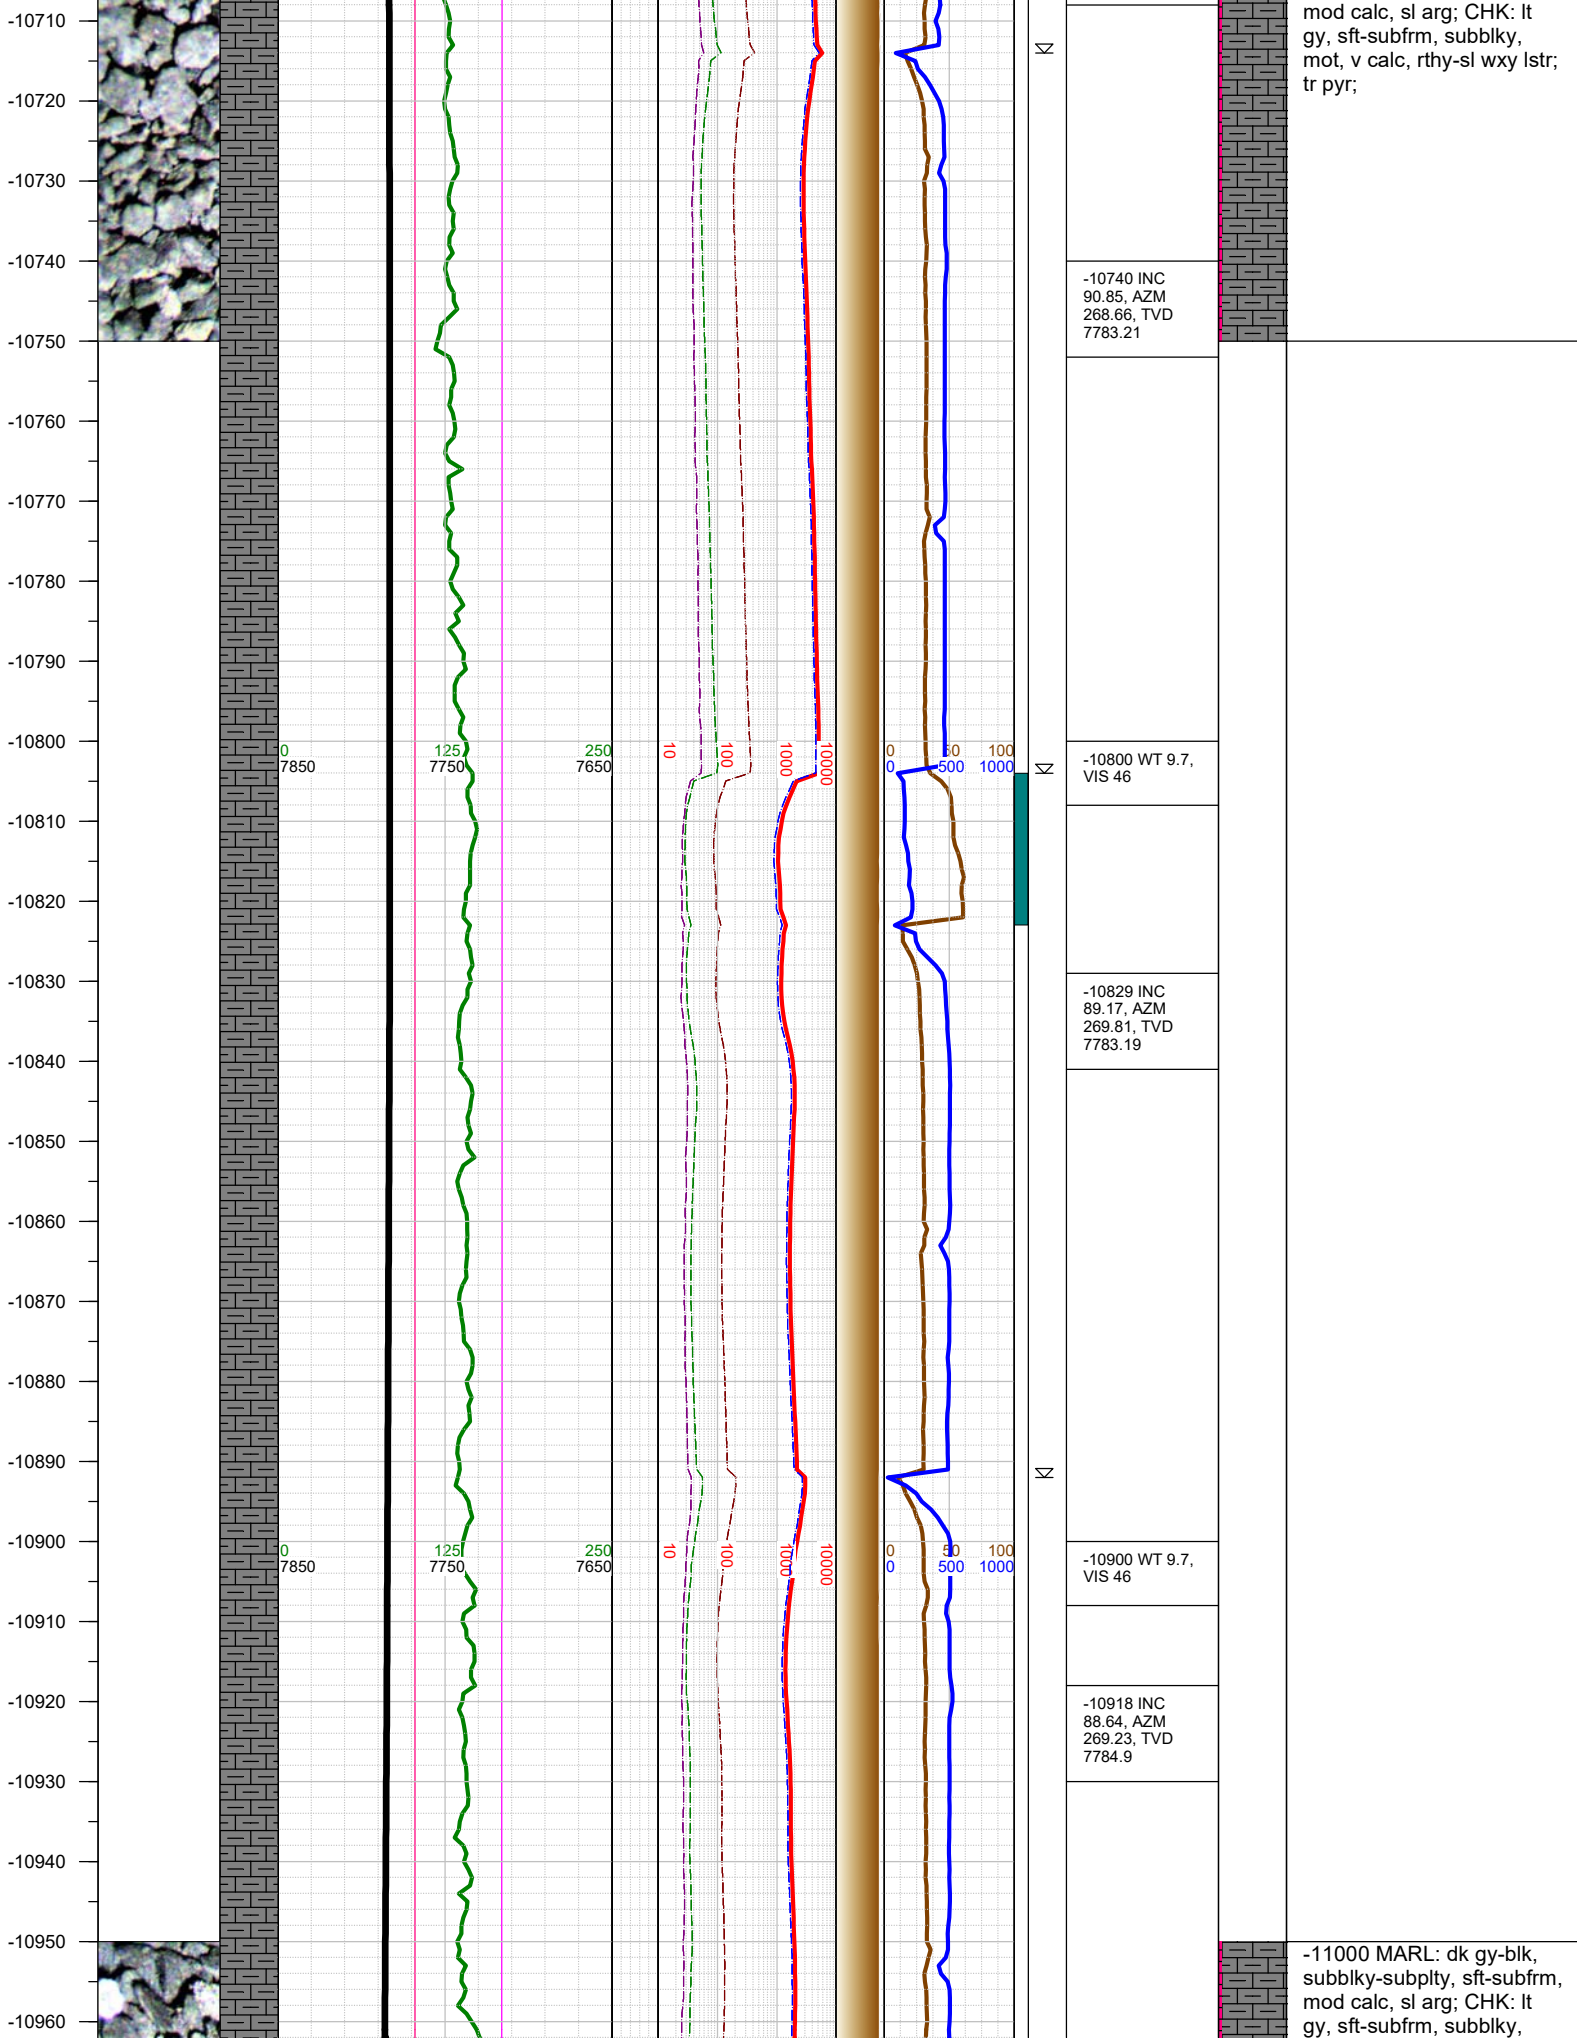 -10710
mod calc, sl arg; CHK: lt
gy, sft-subfrm, subblky,
mot, v calc, rthy-sl wxy lstr;
tr pyr;
-10720
-10730
-10740
-10740 INC
90.85, AZM
268.66, TVD
7783.21
-10750
-10760
-10770
-10780
-10790
-10800
0 125 250 10 100 1000 10000 0 50 100
7850 7750 7650 0 500 1000
-10800 WT 9.7,
VIS 46
-10810
-10820
-10830
-10829 INC
89.17, AZM
269.81, TVD
7783.19
-10840
-10850
-10860
-10870
-10880
-10890
-10900
0 125 250 10 100 1000 10000 0 50 100
7850 7750 7650 0 500 1000
-10900 WT 9.7,
VIS 46
-10910
-10920
-10918 INC
88.64, AZM
269.23, TVD
7784.9
-10930
-10940
-10950
-11000 MARL: dk gy-blk,
subblky-subplty, sft-subfrm,
mod calc, sl arg; CHK: lt
gy, sft-subfrm, subblky,
-10960